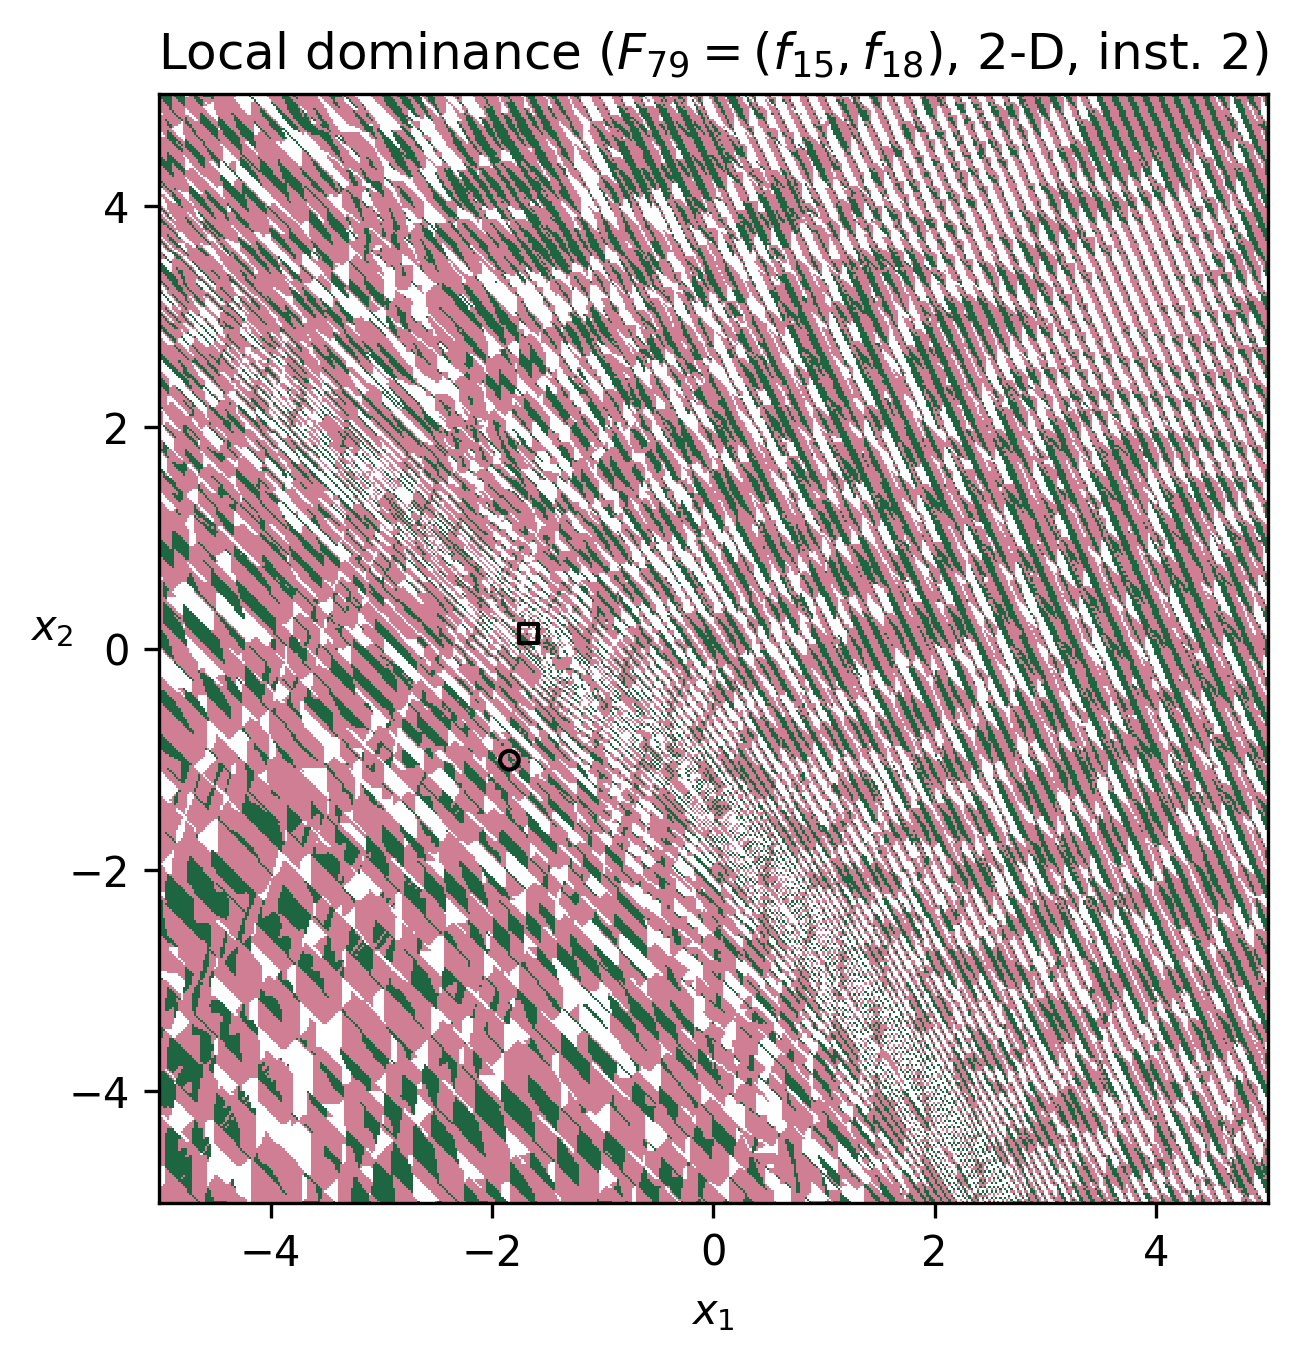 Local dominance (F₇₉ = (f₁₅, f₁₈), 2-D, inst. 2)
4
2
x₂
0
−2
−4
−4 −2 0 2 4
x₁